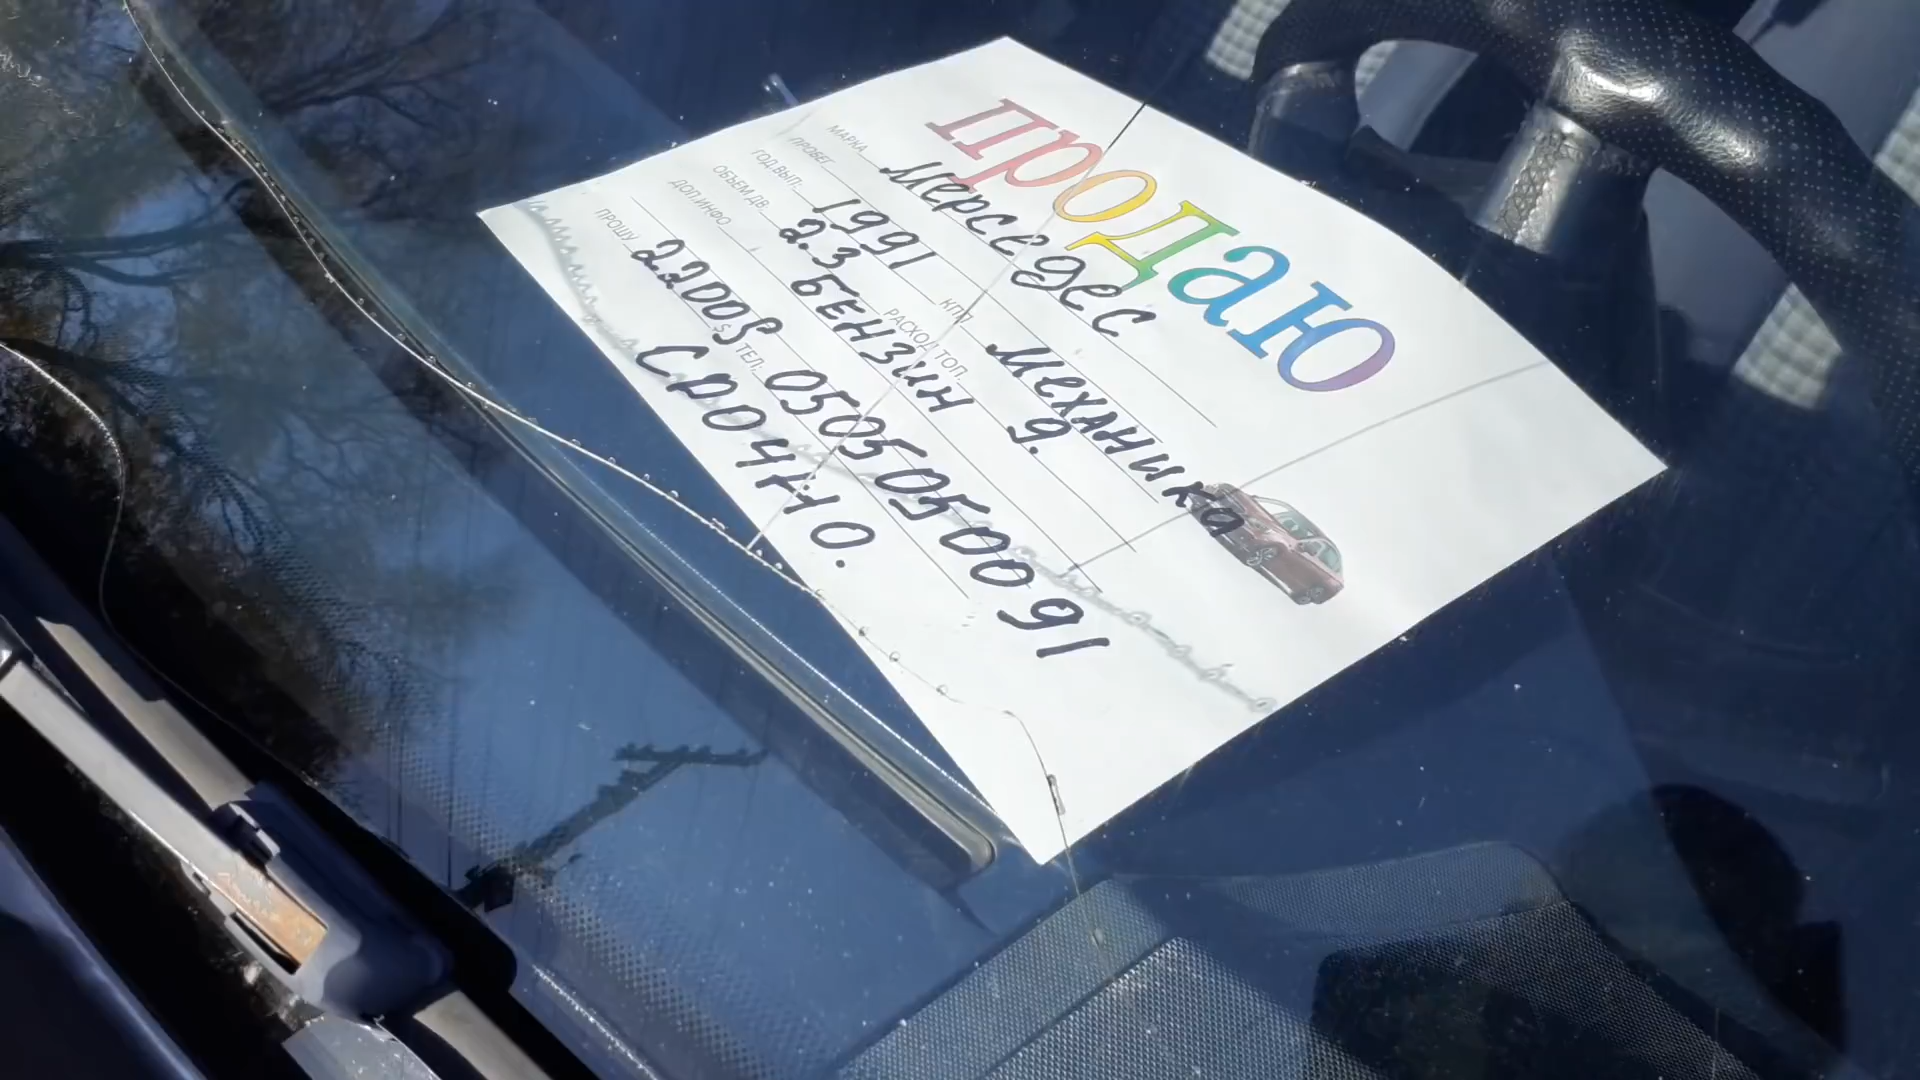 продаю
МАРКА Мерседес
ПРОБЕГ
ГОД.ВЫП. 1991 КПП Механика
ОБЪЕМ ДВ. 2.3 РАСХОД ТОП. 9.
ДОП.ИНФО БЕНЗИН
ПРОШУ 2200$ $ ТЕЛ. 0505050091
СРОЧНО.